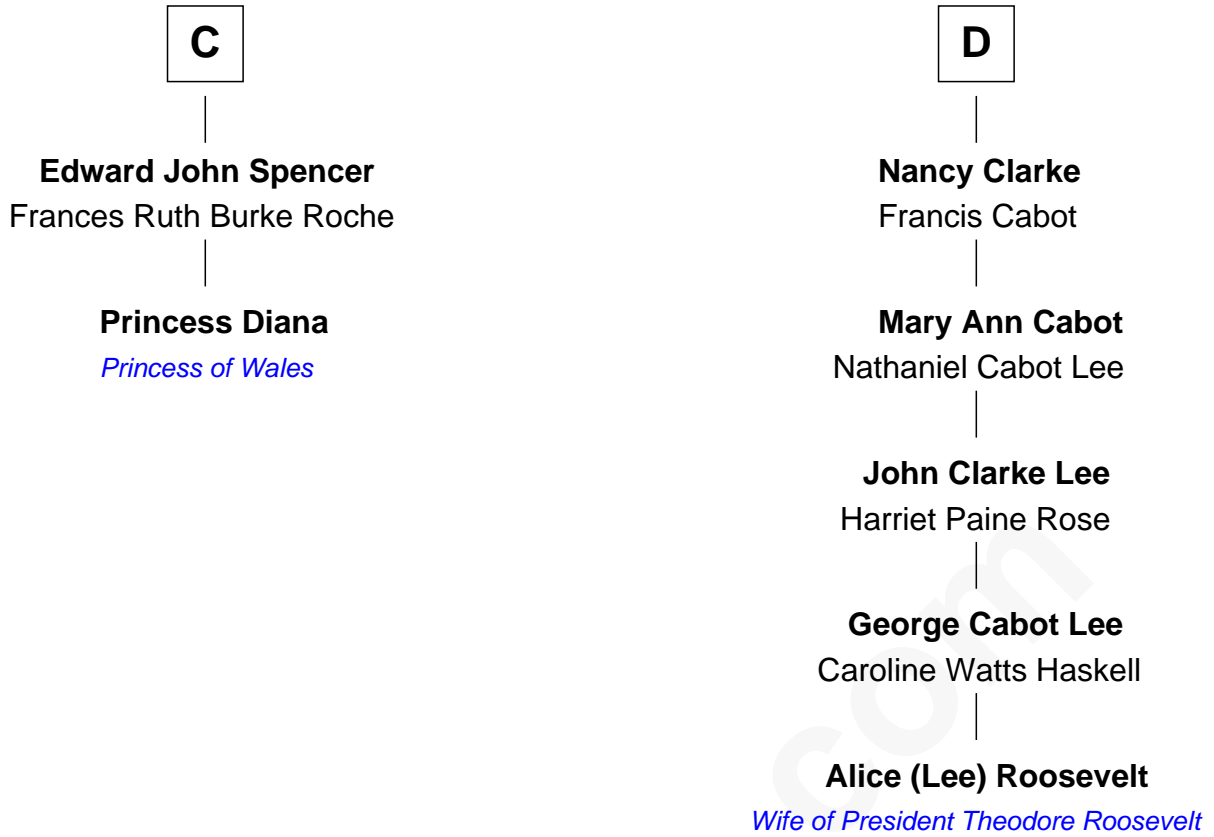 C
Edward John Spencer
Frances Ruth Burke Roche
Princess Diana
Princess of Wales
D
Nancy Clarke
Francis Cabot
Mary Ann Cabot
Nathaniel Cabot Lee
John Clarke Lee
Harriet Paine Rose
George Cabot Lee
Caroline Watts Haskell
Alice (Lee) Roosevelt
Wife of President Theodore Roosevelt
com